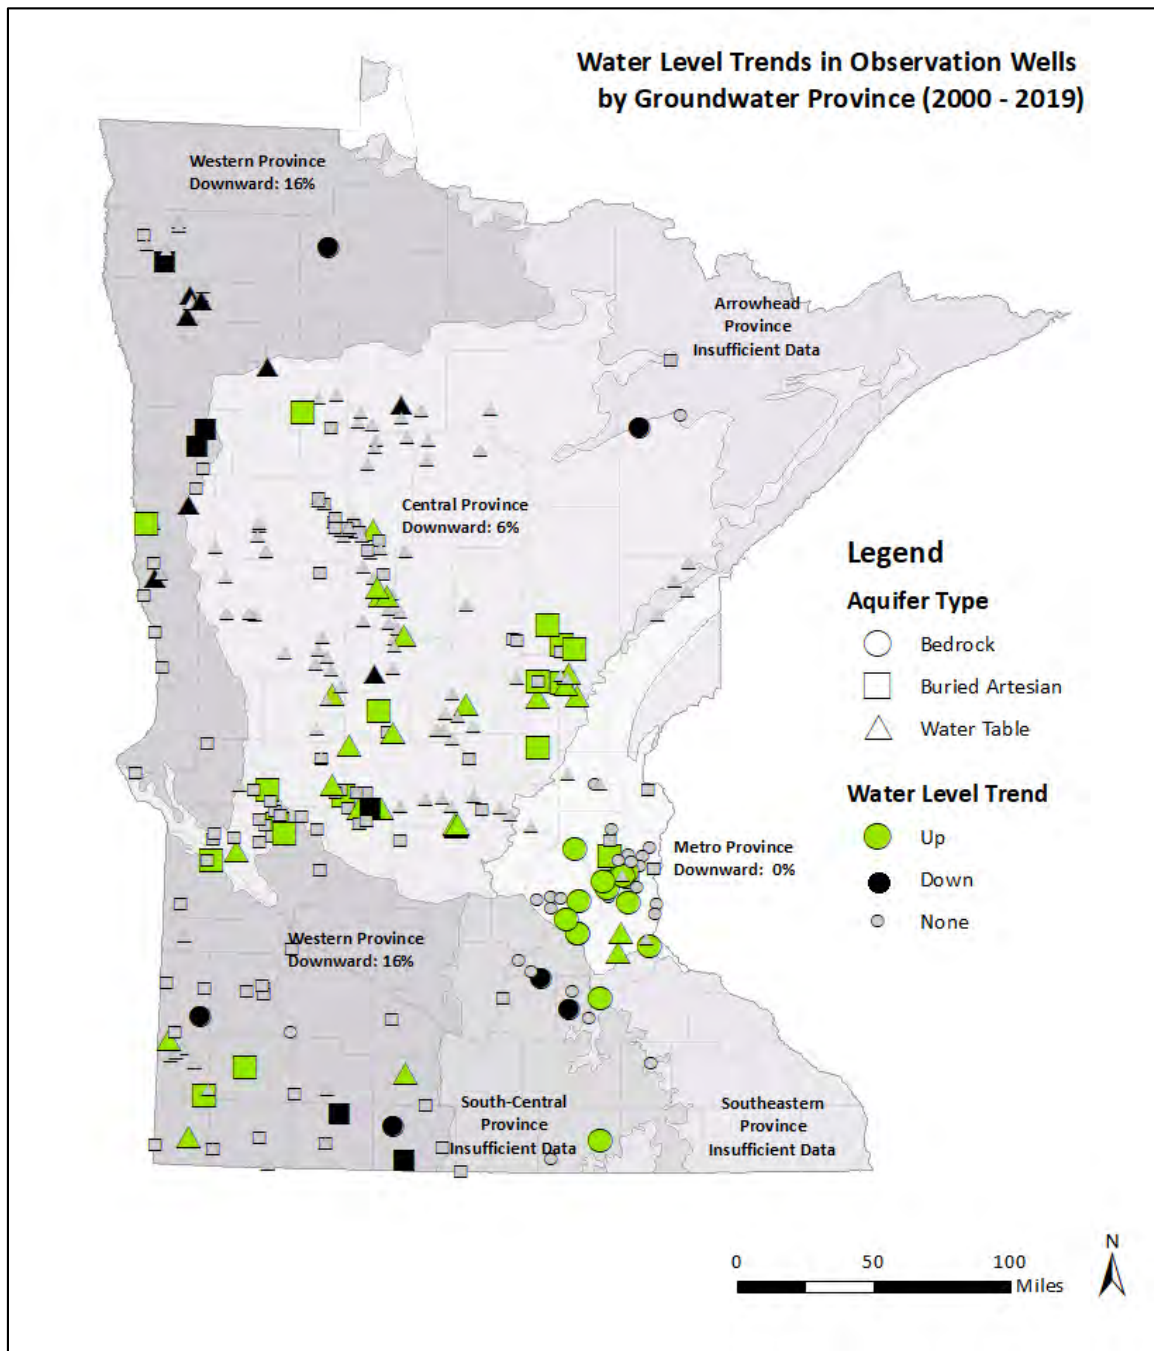 Water Level Trends in Observation Wells
by Groundwater Province (2000 - 2019)
Western Province
Downward: 16%
Arrowhead
Province
Insufficient Data
Central Province
Downward: 6%
Legend
Aquifer Type
Bedrock
Buried Artesian
Water Table
Water Level Trend
Up
Down
None
Metro Province
Downward: 0%
Western Province
Downward: 16%
South-Central
Province
Insufficient Data
Southeastern
Province
Insufficient Data
N
0 50 100
Miles